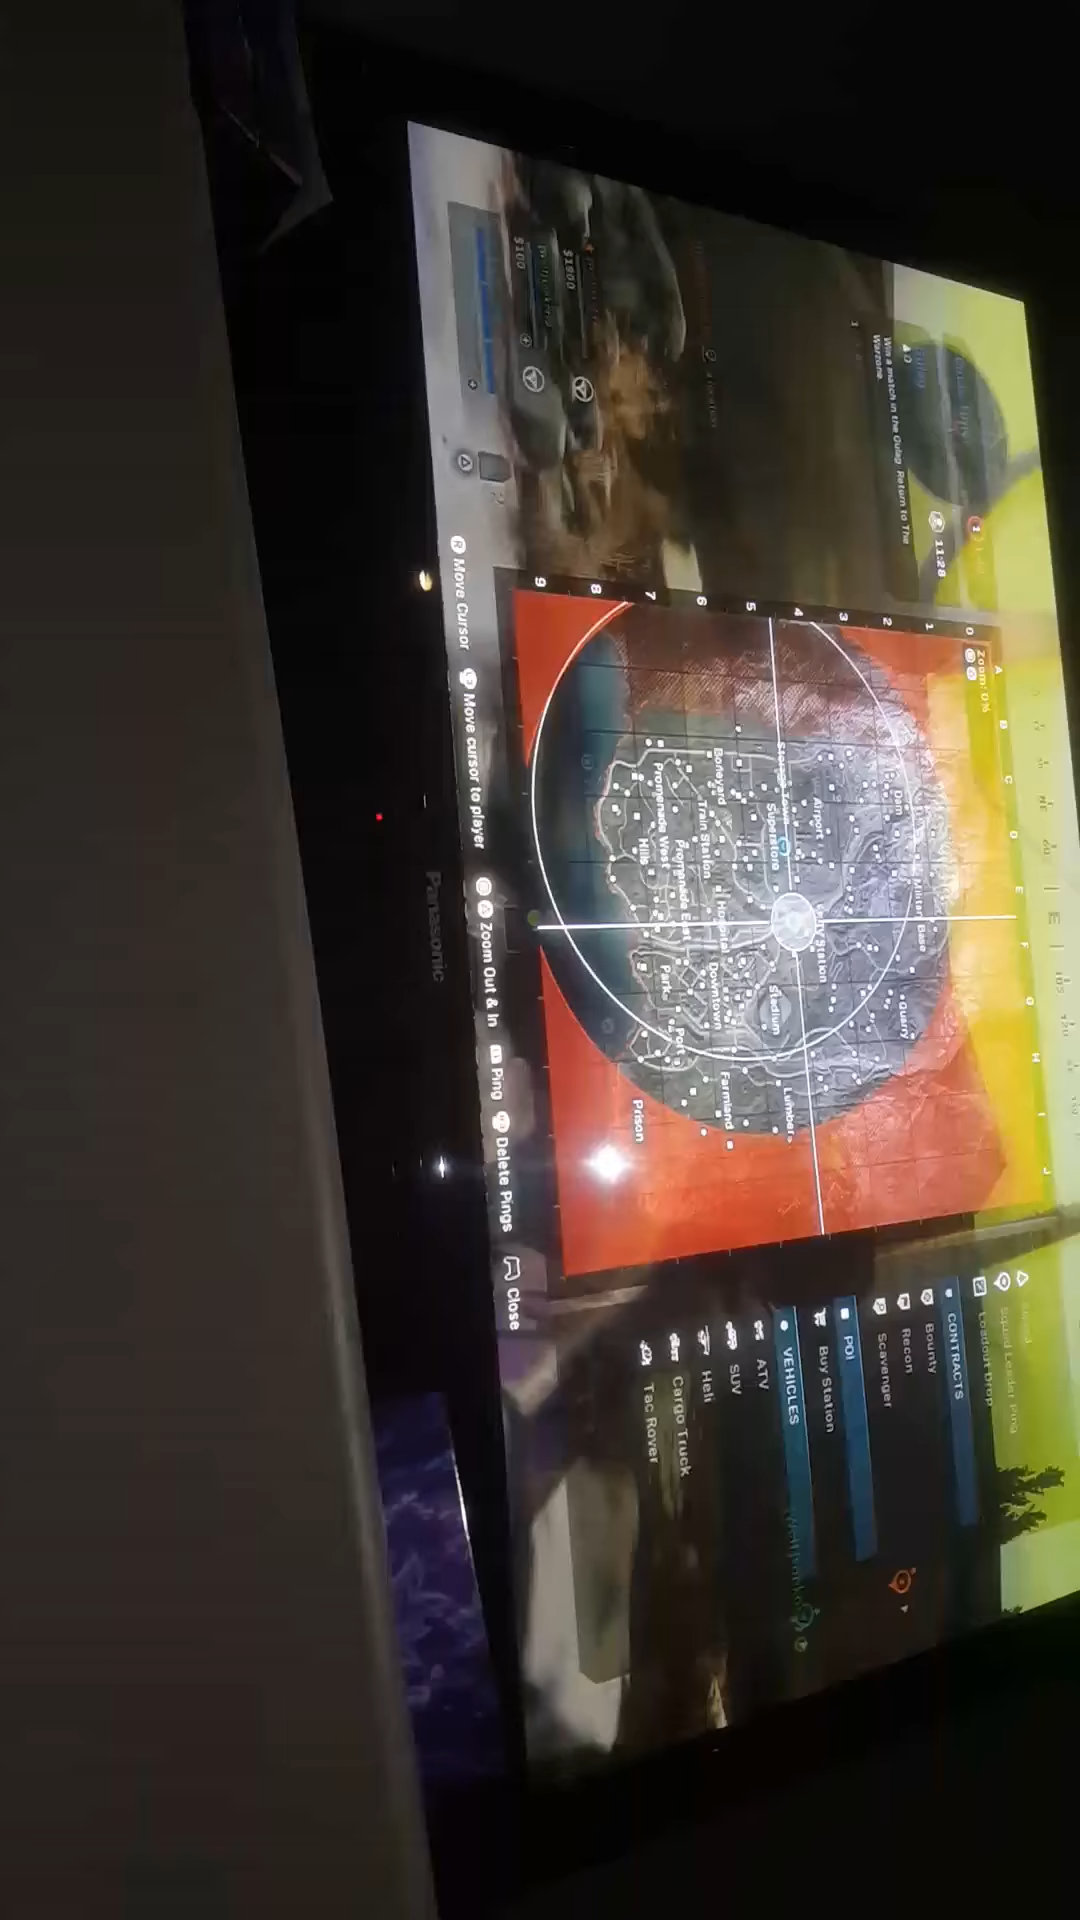 Win a match in the Gulag. Return to The
Warzone.
11:28
$1800
$100
Zoom: 0%
A
B
C
D
E
F
G
H
I
J
0
1
2
3
4
5
6
7
8
9
Dam
Military Base
Quarry
Airport
Storage Town
Superstore
Stadium
Lumber
Boneyard
Train Station
Hospital
Downtown
Farmland
Promenade West
Promenade East
Hills
Park
Port
Prison
Squad Leader Ping
Loadout Drop
CONTRACTS
Bounty
Recon
Scavenger
POI
Buy Station
VEHICLES
ATV
SUV
Heli
Cargo Truck
Tac Rover
R Move Cursor
Move cursor to player
Zoom Out & In
Ping
Delete Pings
Close
Panasonic